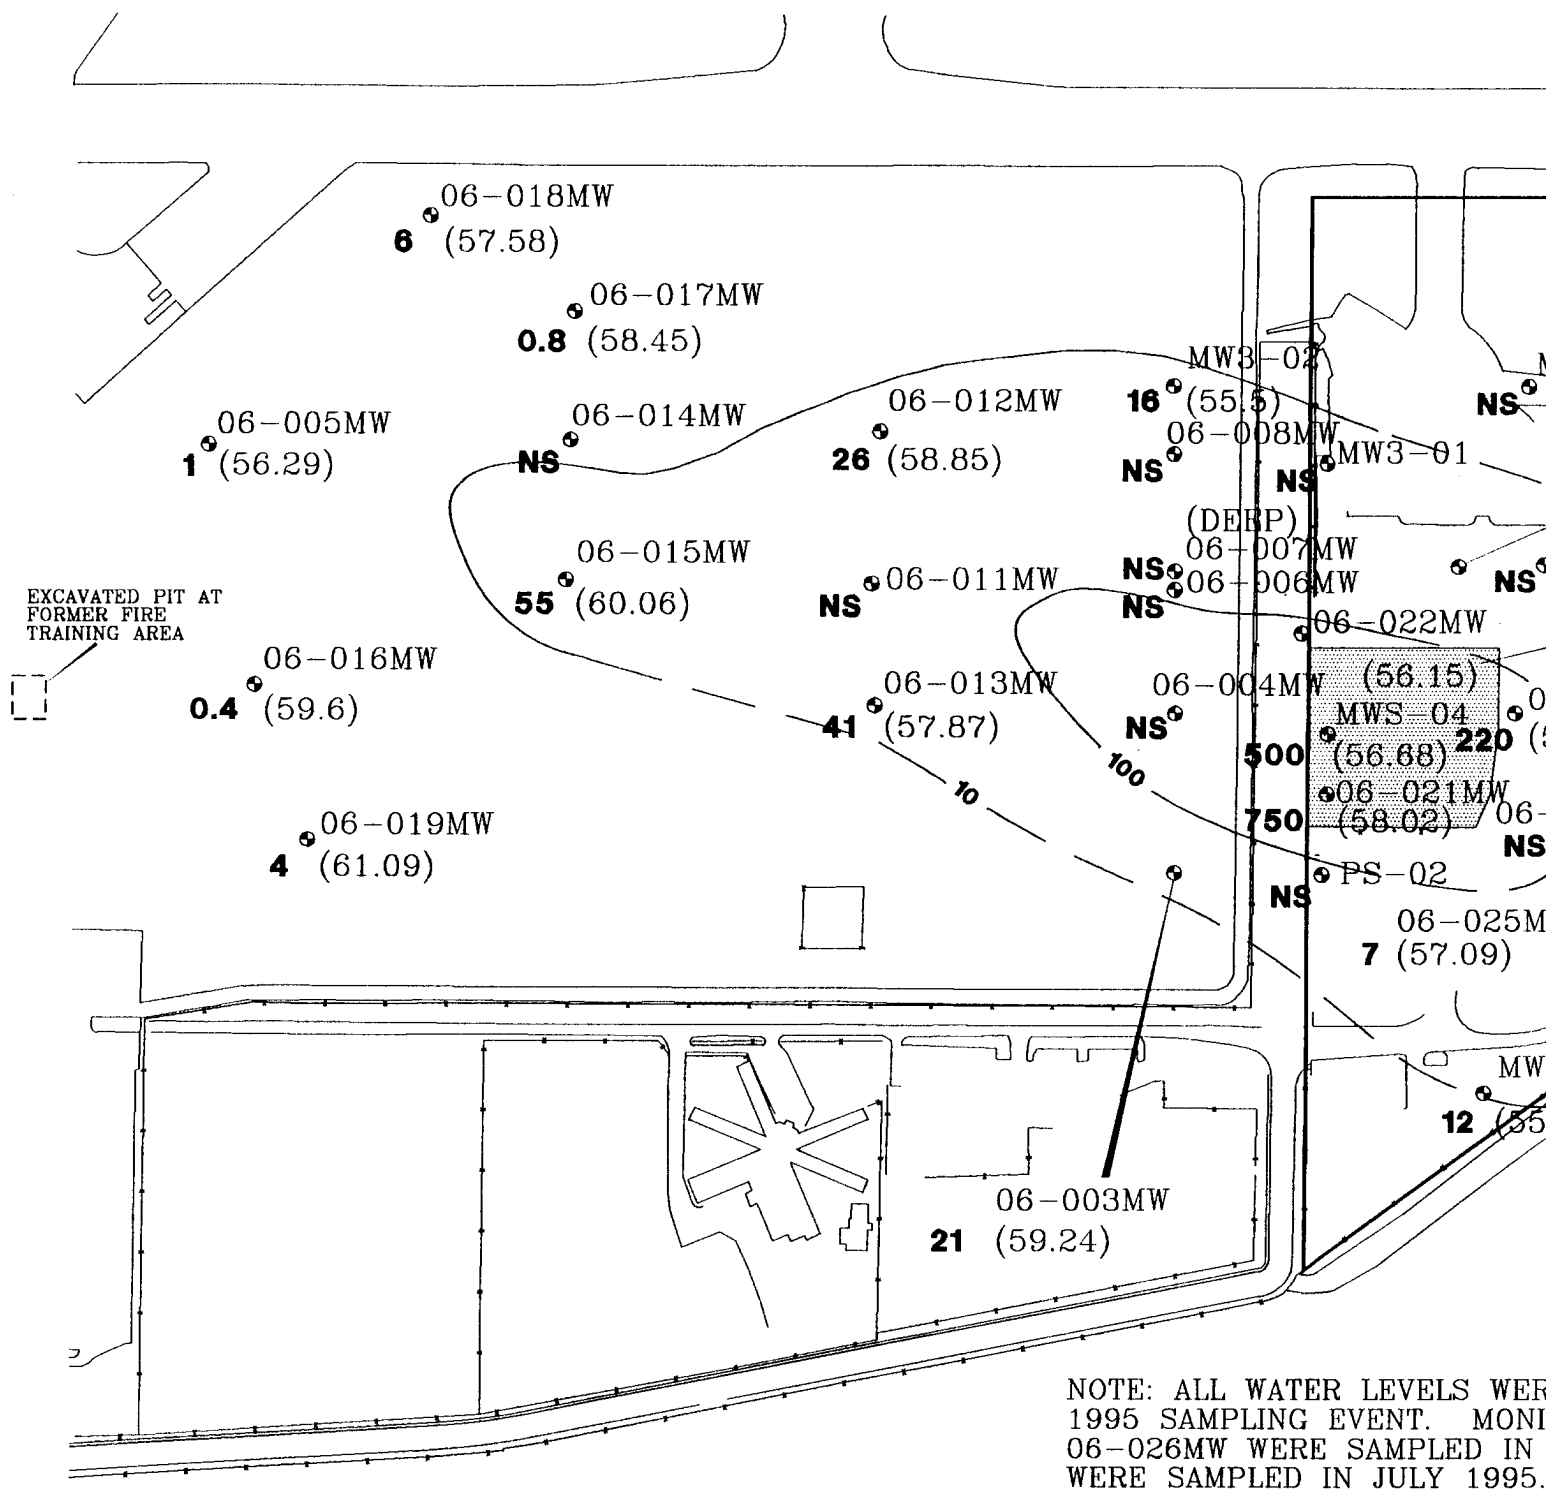 06-018MW
6 (57.58)
06-017MW
0.8 (58.45)
MW3-02
16 (55.5)
06-005MW
1 (56.29)
06-014MW
NS
06-012MW
26 (58.85)
06-008MW
NS
MW3-01
NS
NS
(DEEP)
06-007MW
NS
06-006MW
NS
06-015MW
55 (60.06)
06-011MW
NS
NS
EXCAVATED PIT AT
FORMER FIRE
TRAINING AREA
06-022MW
(56.15)
06-016MW
0.4 (59.6)
06-013MW
41 (57.87)
06-004MW
NS
MWS-04
500 (56.68)
220 (5
100
10
06-021MW
750 (58.02)
06-
NS
06-019MW
4 (61.09)
PS-02
NS
06-025M
7 (57.09)
MW
12 (55
06-003MW
21 (59.24)
NOTE: ALL WATER LEVELS WER
1995 SAMPLING EVENT. MONI
06-026MW WERE SAMPLED IN
WERE SAMPLED IN JULY 1995.